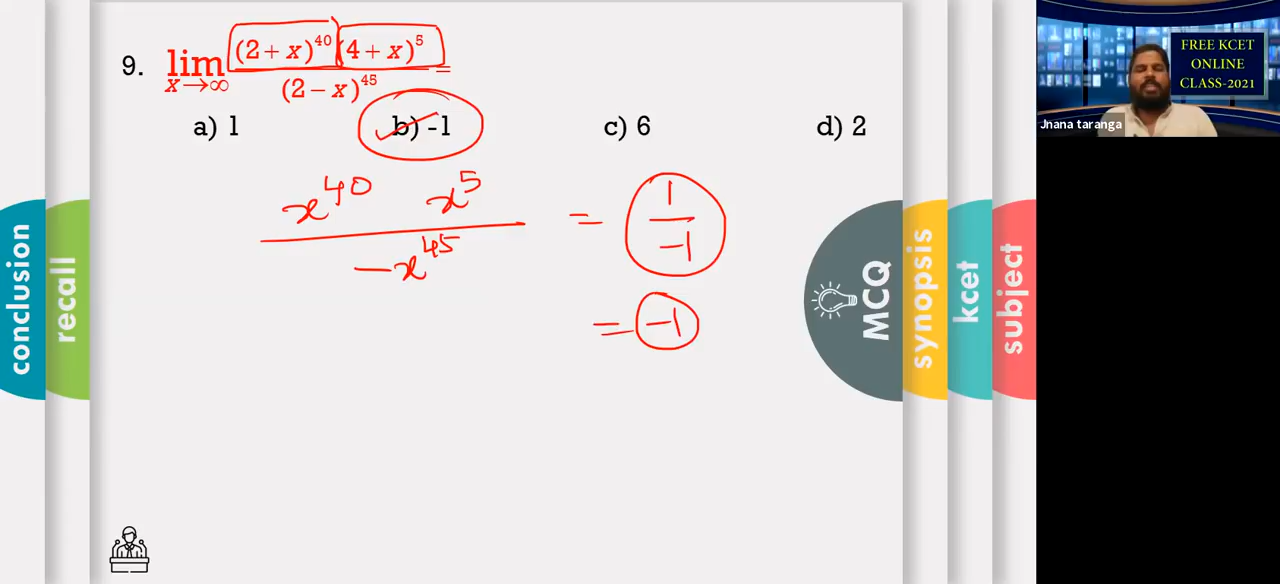 9. lim x→∞ (2 + x)^40 (4 + x)^5 / (2 − x)^45 =
a) 1 b) -1 c) 6 d) 2
x^40 x^5 / −x^45 = 1 / −1
= −1
conclusion
recall
MCQ
synopsis
kcet
subject
FREE KCET
ONLINE
CLASS-2021
Jnana taranga